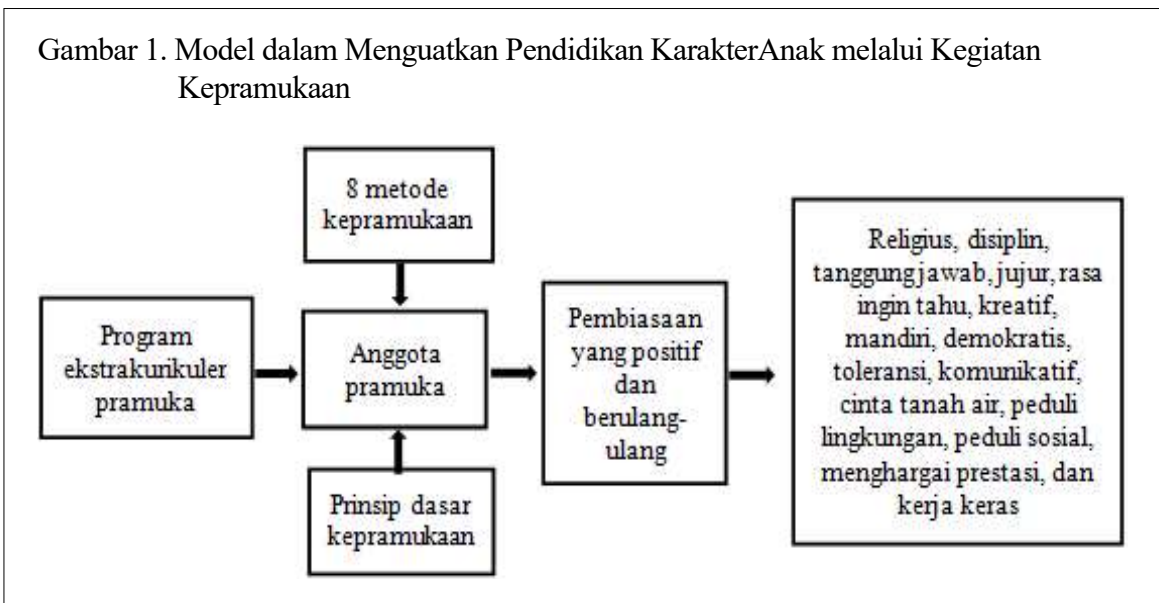 Gambar 1. Model dalam Menguatkan Pendidikan KarakterAnak melalui Kegiatan
Kepramukaan
8 metode
kepramukaan
Program
ekstrakurikuler
pramuka
Anggota
pramuka
Prinsip dasar
kepramukaan
Pembiasaan
yang positif
dan
berulang-
ulang
Religius, disiplin,
tanggung jawab, jujur, rasa
ingin tahu, kreatif,
mandiri, demokratis,
toleransi, komunikatif,
cinta tanah air, peduli
lingkungan, peduli sosial,
menghargai prestasi, dan
kerja keras